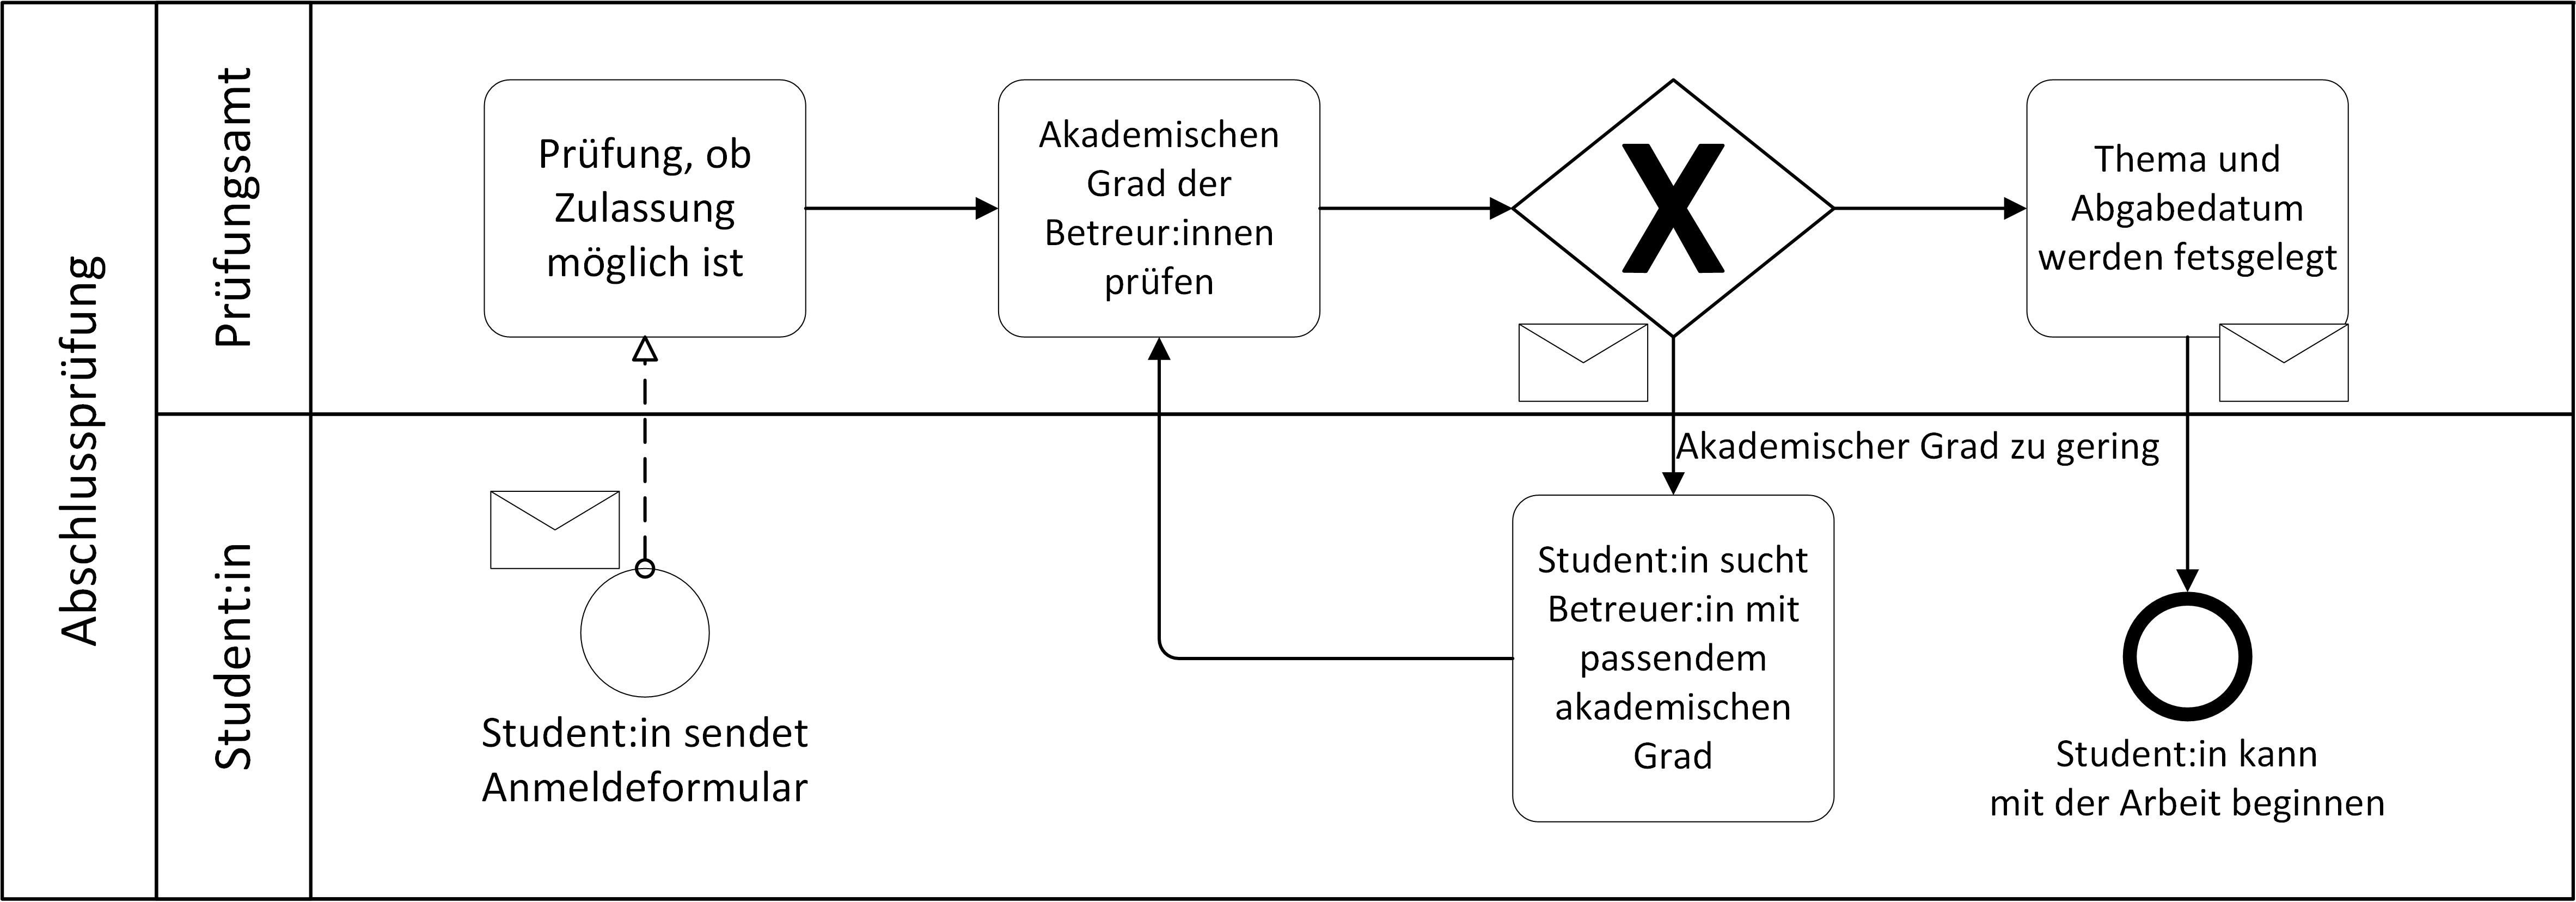 Abschlussprüfung
Prüfungsamt
Prüfung, ob
Zulassung
möglich ist
Akademischen
Grad der
Betreur:innen
prüfen
X
Thema und
Abgabedatum
werden fetsgelegt
Student:in
Akademischer Grad zu gering
Student:in sendet
Anmeldeformular
Student:in sucht
Betreuer:in mit
passendem
akademischen
Grad
Student:in kann
mit der Arbeit beginnen